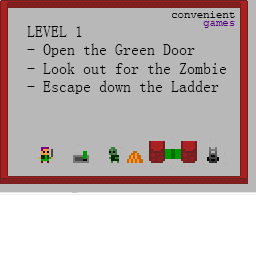 convenient
games
LEVEL 1
- Open the Green Door
- Look out for the Zombie
- Escape down the Ladder